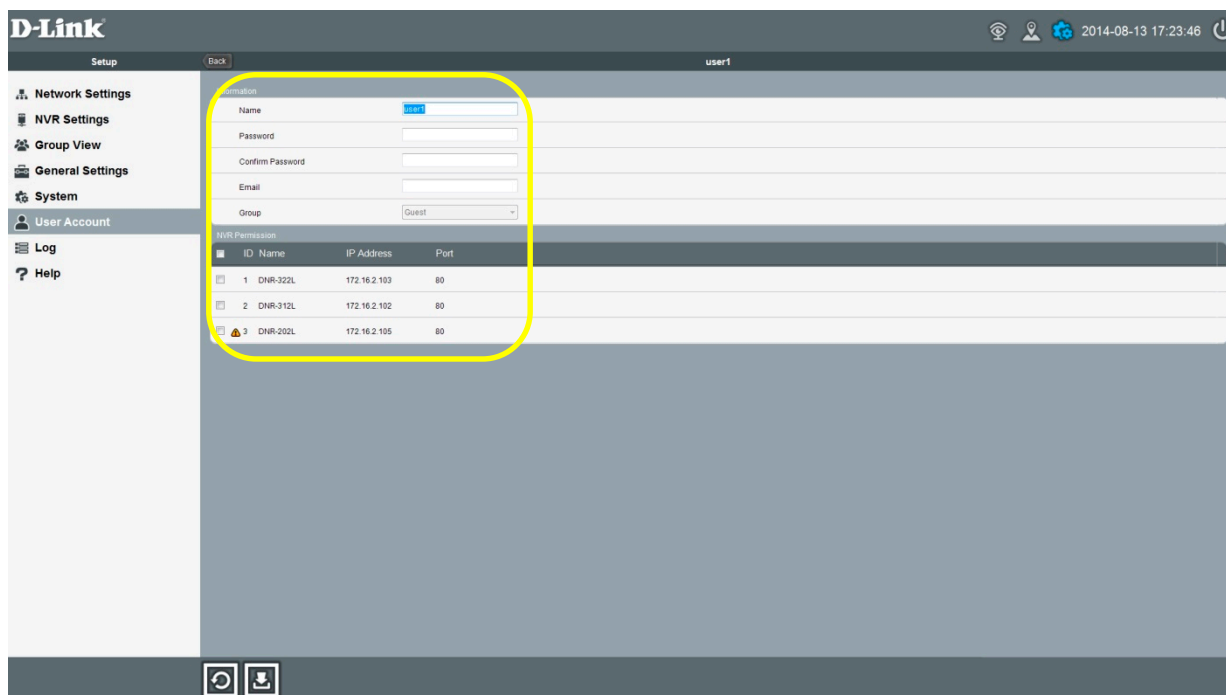 D-Link
2014-08-13 17:23:46
Setup
Back
user1
Network Settings
NVR Settings
Group View
General Settings
System
User Account
Log
Help
Information
Name user1
Password
Confirm Password
Email
Group Guest
NVR Permission
ID Name IP Address Port
1 DNR-322L 172.16.2.103 80
2 DNR-312L 172.16.2.102 80
3 DNR-202L 172.16.2.105 80